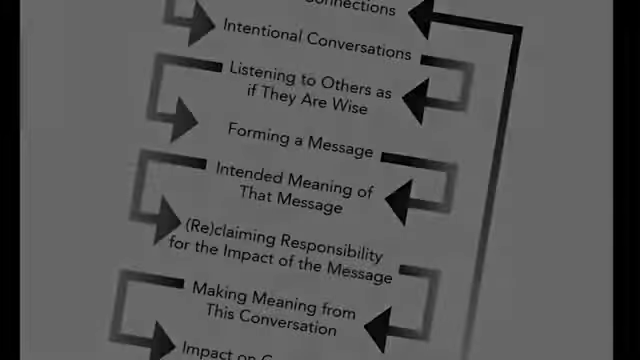 Connections
Intentional Conversations
Listening to Others as
if They Are Wise
Forming a Message
Intended Meaning of
That Message
(Re)claiming Responsibility
for the Impact of the Message
Making Meaning from
This Conversation
Impact on